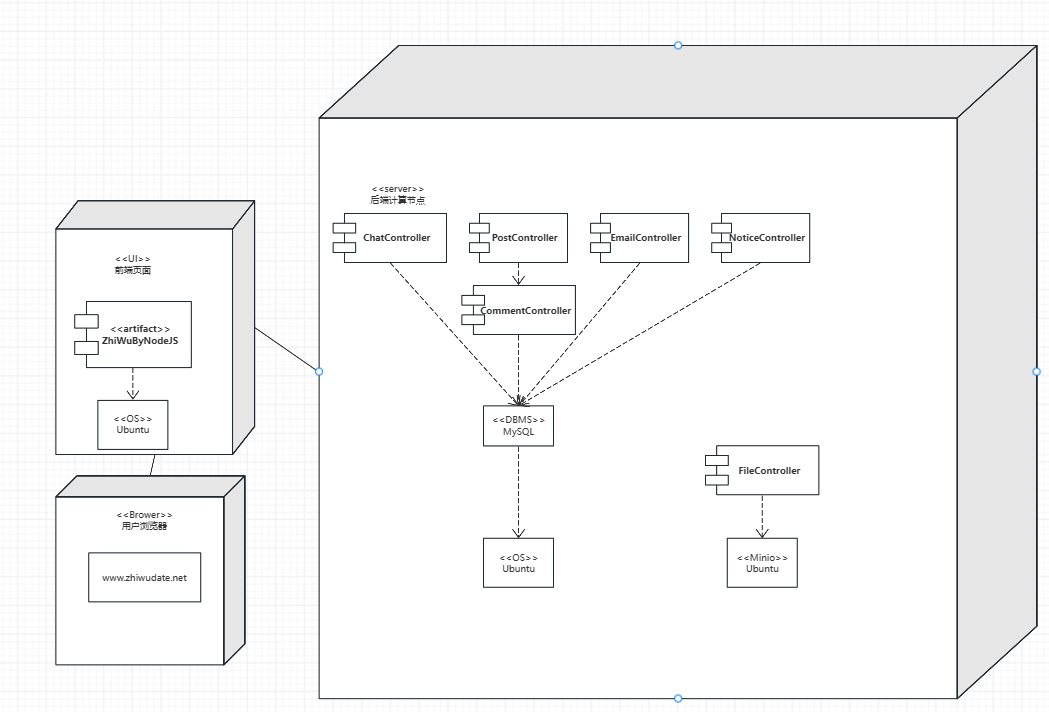 <<UI>>
前端页面
<<artifact>>
ZhiWuByNodeJS
<<OS>>
Ubuntu
<<Brower>>
用户浏览器
www.zhiwudate.net
<<server>>
后端计算节点
ChatController
PostController
EmailController
NoticeController
CommentController
<<DBMS>>
MySQL
FileController
<<OS>>
Ubuntu
<<Minio>>
Ubuntu